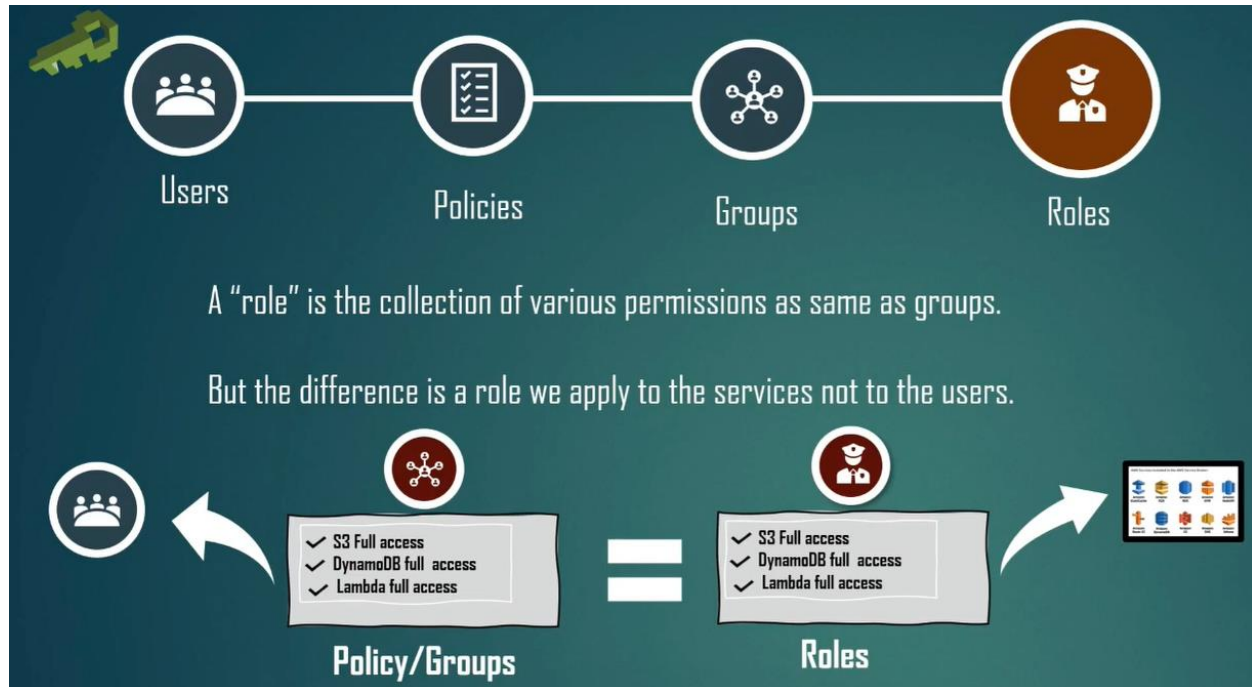 Users
Policies
Groups
Roles
A “role” is the collection of various permissions as same as groups.
But the difference is a role we apply to the services not to the users.
S3 Full access
DynamoDB full access
Lambda full access
Policy/Groups
S3 Full access
DynamoDB full access
Lambda full access
Roles